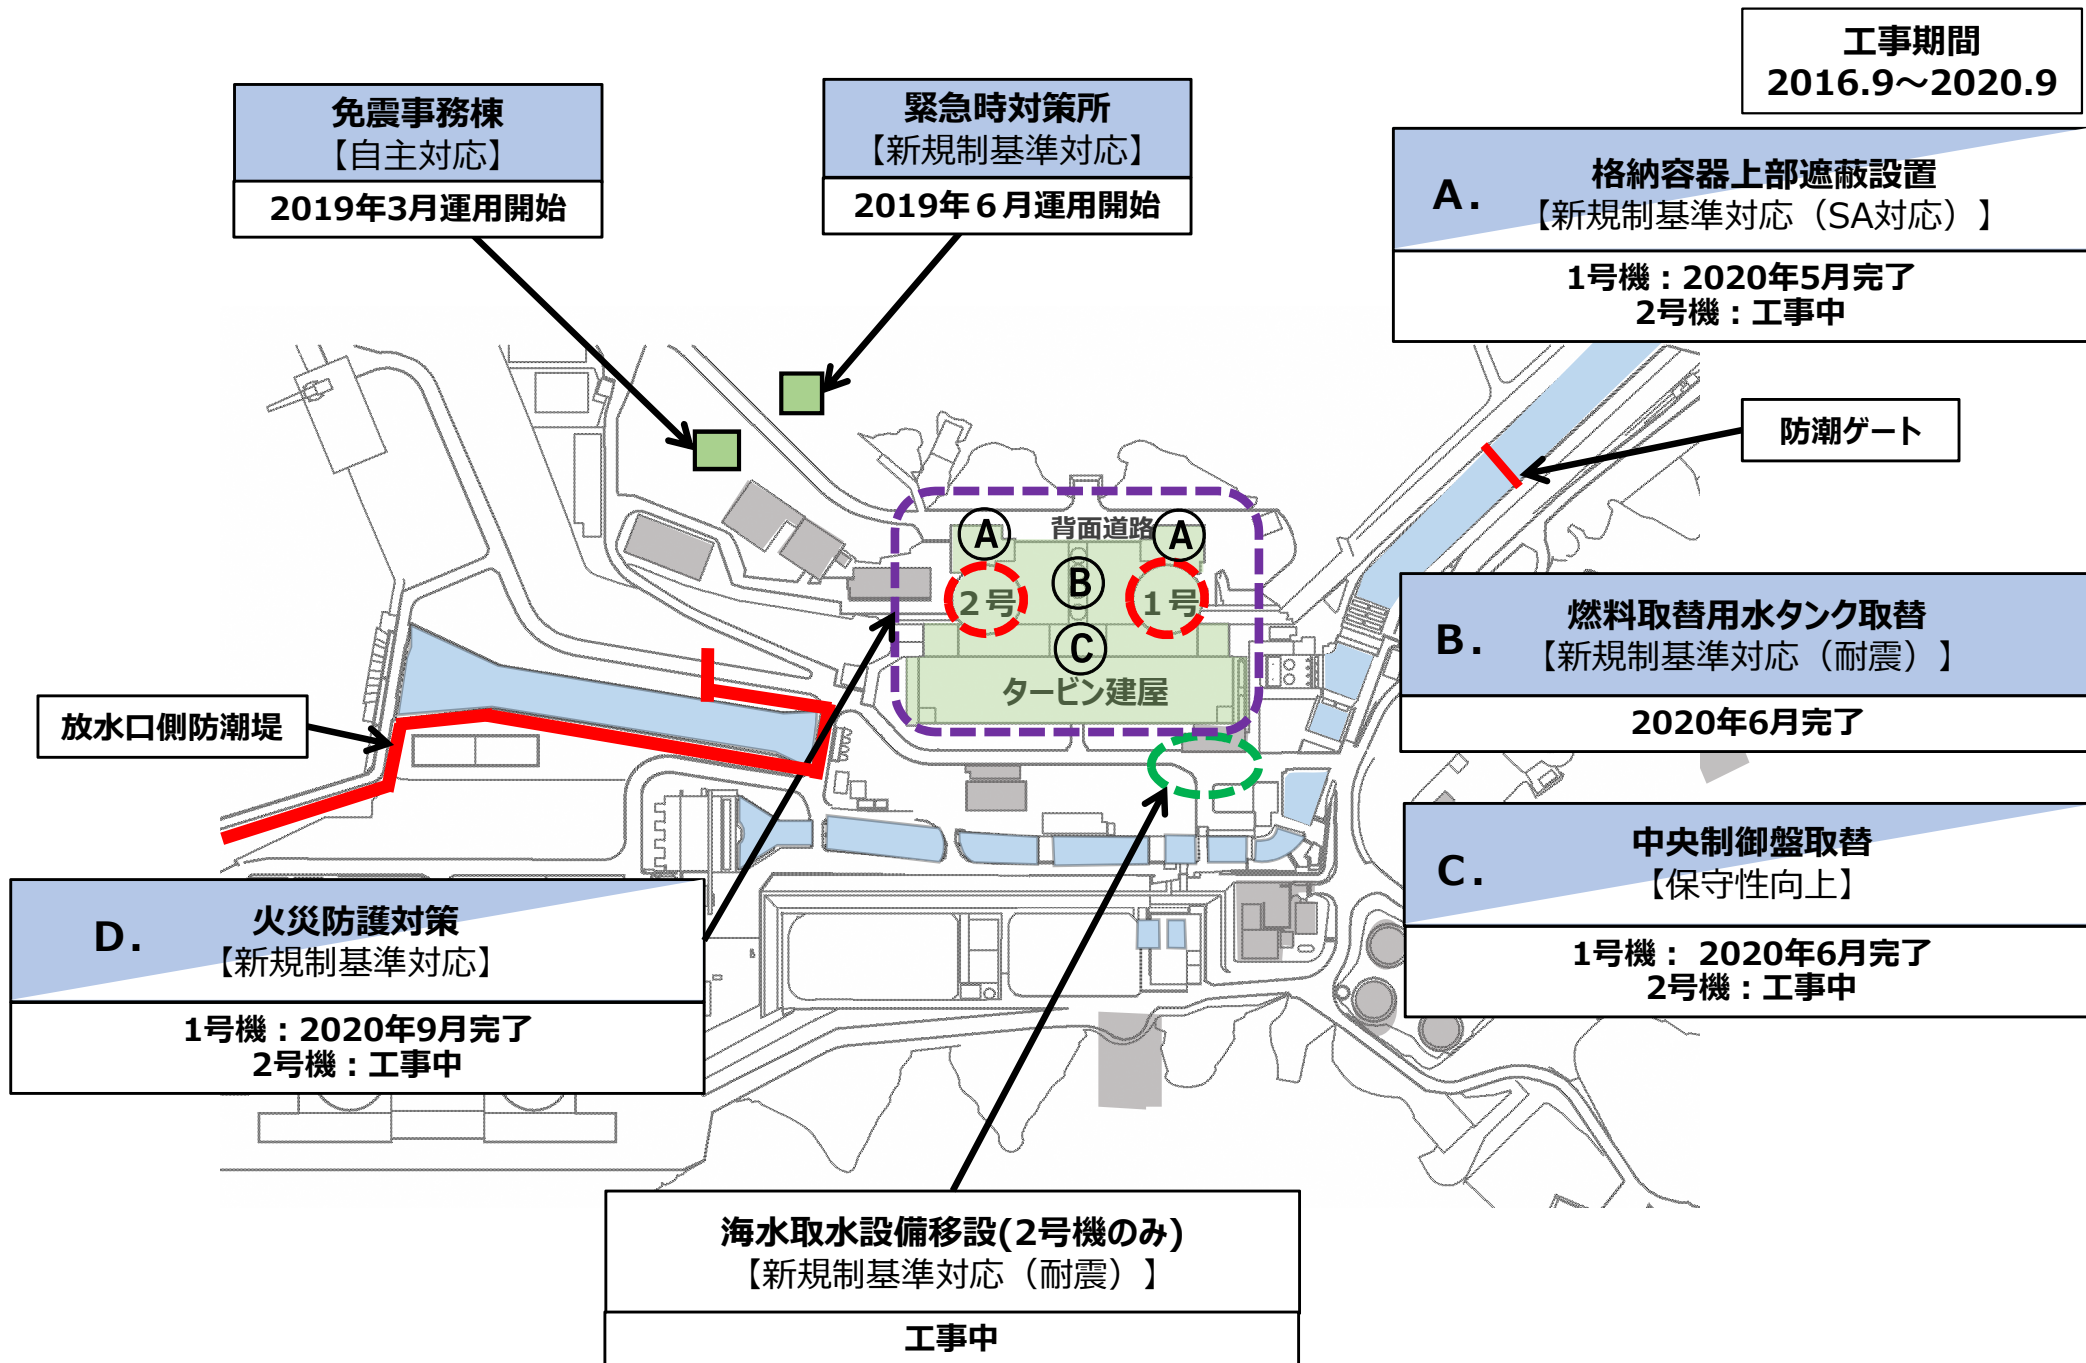 工事期間
2016.9～2020.9
免震事務棟
【自主対応】
2019年3月運用開始
緊急時対策所
【新規制基準対応】
2019年６月運用開始
A.
格納容器上部遮蔽設置
【新規制基準対応（SA対応）】
1号機：2020年5月完了
2号機：工事中
防潮ゲート
背面道路
A
A
B
２号
１号
C
タービン建屋
B.
燃料取替用水タンク取替
【新規制基準対応（耐震）】
2020年6月完了
放水口側防潮堤
C.
中央制御盤取替
【保守性向上】
1号機： 2020年6月完了
2号機：工事中
D.
火災防護対策
【新規制基準対応】
1号機：2020年9月完了
2号機：工事中
海水取水設備移設(2号機のみ)
【新規制基準対応（耐震）】
工事中